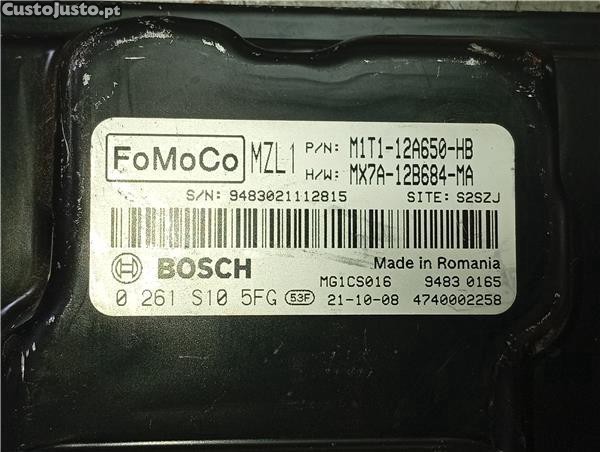 CustoJusto.pt
FoMoCo MZL1 P/N: M1T1-12A650-HB
H/W: MX7A-12B684-MA
S/N: 9483021112815 SITE: S2SZJ
BOSCH Made in Romania
MG1CS016 9483 0165
0 261 S10 5FG 53F 21-10-08 4740002258